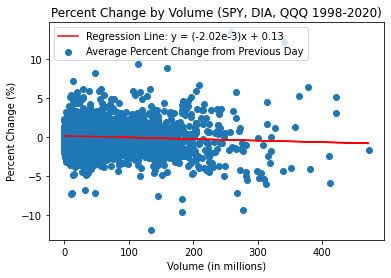 Percent Change by Volume (SPY, DIA, QQQ 1998-2020)
Regression Line: y = (-2.02e-3)x + 0.13
Average Percent Change from Previous Day
Percent Change (%)
10
5
0
−5
−10
0
100
200
300
400
Volume (in millions)